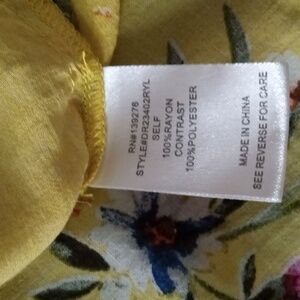 RN#139276
STYLE#DR23402RYL
SELF
100%RAYON
CONTRAST
100%POLYESTER
MADE IN CHINA
SEE REVERSE FOR CARE